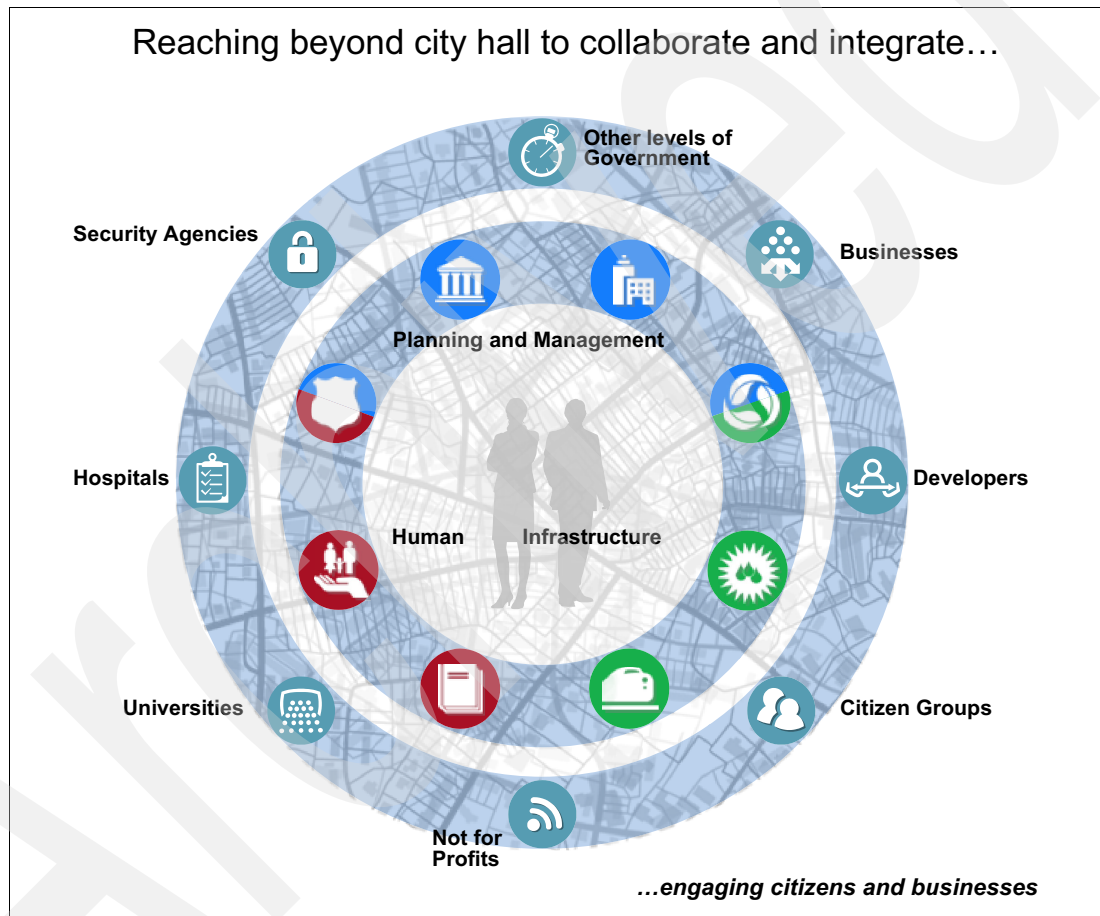 Reaching beyond city hall to collaborate and integrate…
Other levels of
Government
Security Agencies
Businesses
Planning and Management
Hospitals
Developers
Human
Infrastructure
Universities
Citizen Groups
Not for
Profits
…engaging citizens and businesses